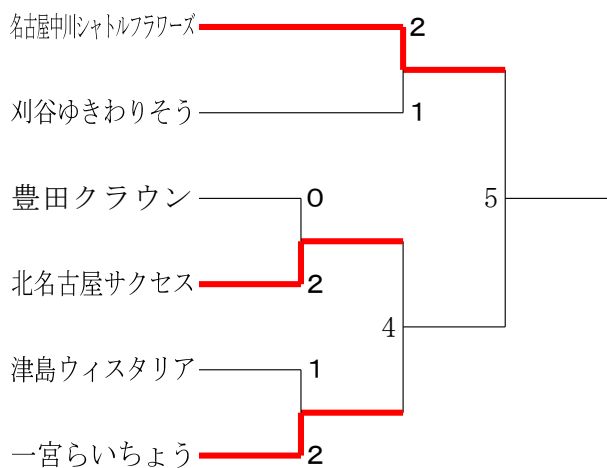 名古屋中川シャトルフラワーズ 2
刈谷ゆきわりそう 1
豊田クラウン 0 5
北名古屋サクセス 2
4
津島ウィスタリア 1
一宮らいちょう 2